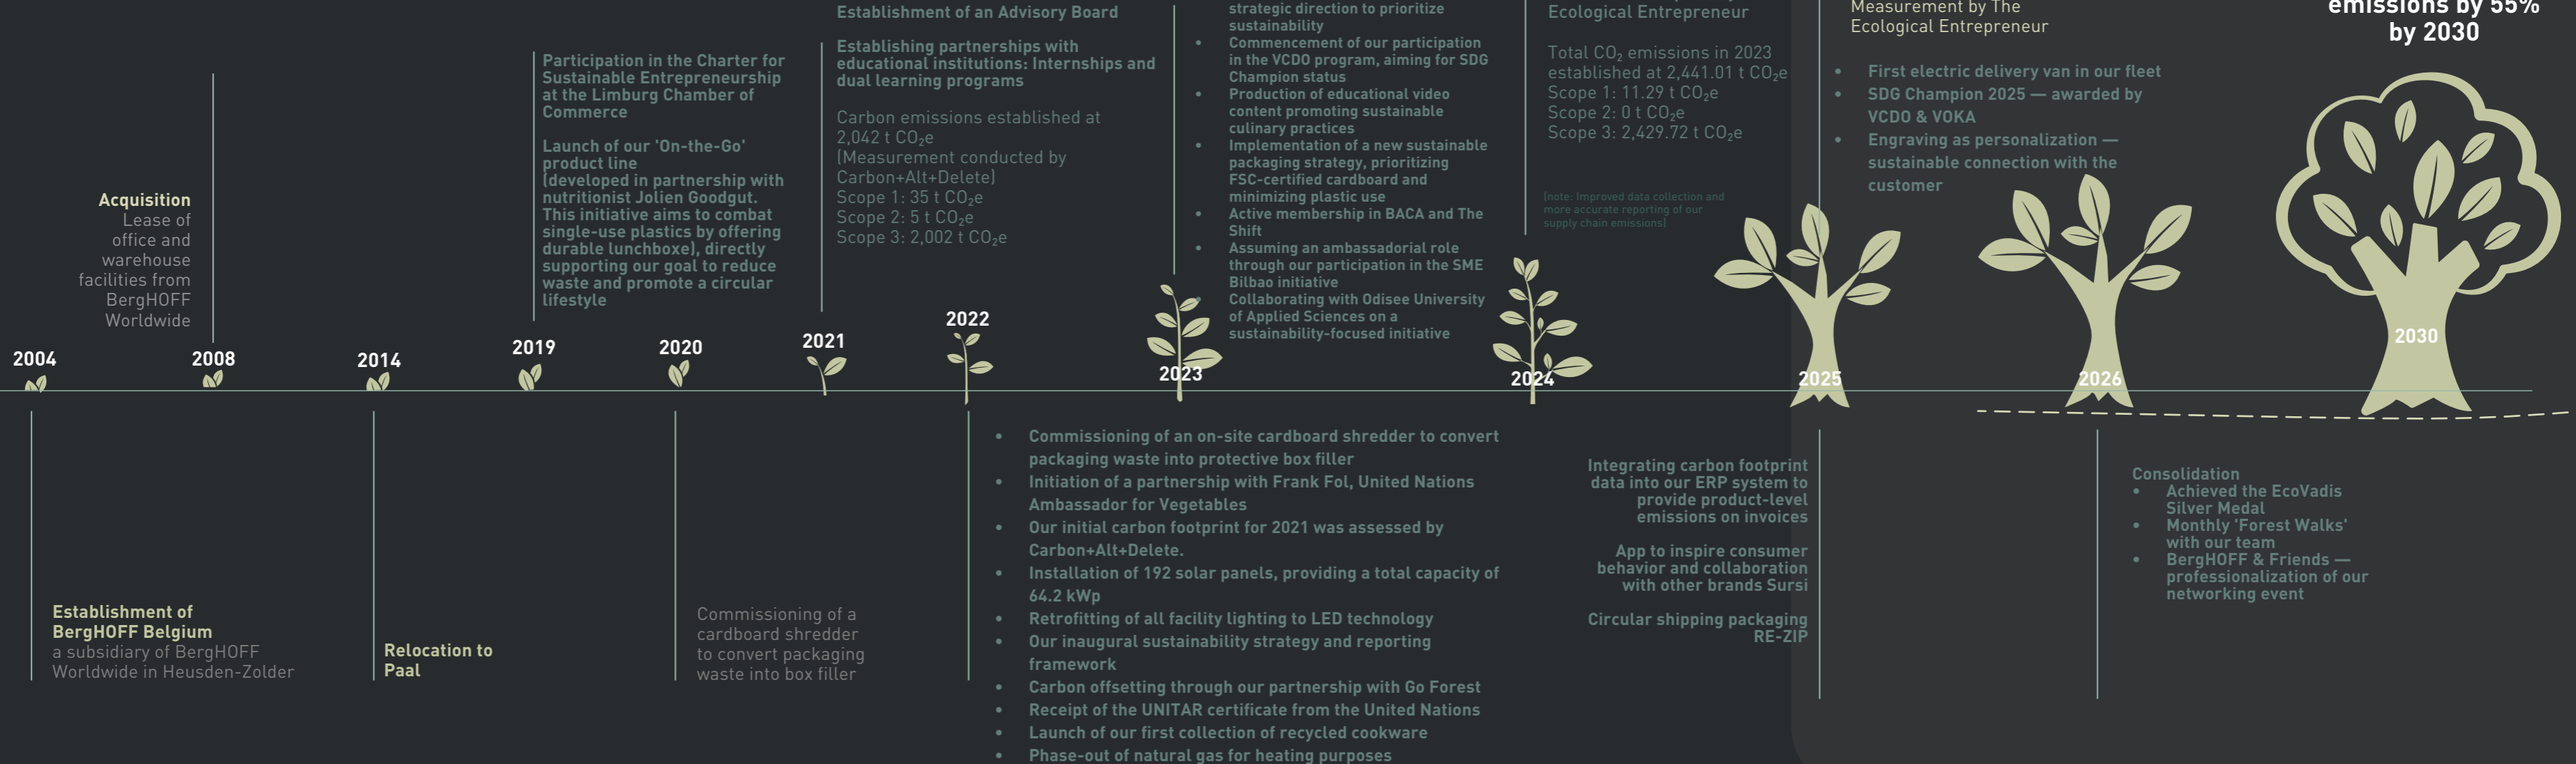 Acquisition
Lease of
office and
warehouse
facilities from
BergHOFF
Worldwide
Participation in the Charter for
Sustainable Entrepreneurship
at the Limburg Chamber of
Commerce
Launch of our 'On-the-Go'
product line
(developed in partnership with
nutritionist Jolien Goodgut.
This initiative aims to combat
single-use plastics by offering
durable lunchboxe), directly
supporting our goal to reduce
waste and promote a circular
lifestyle
Establishment of an Advisory Board
Establishing partnerships with
educational institutions: Internships and
dual learning programs
Carbon emissions established at
2,042 t CO₂e
(Measurement conducted by
Carbon+Alt+Delete)
Scope 1: 35 t CO₂e
Scope 2: 5 t CO₂e
Scope 3: 2,002 t CO₂e
strategic direction to prioritize
sustainability
• Commencement of our participation
in the VCDO program, aiming for SDG
Champion status
• Production of educational video
content promoting sustainable
culinary practices
• Implementation of a new sustainable
packaging strategy, prioritizing
FSC-certified cardboard and
minimizing plastic use
• Active membership in BACA and The
Shift
• Assuming an ambassadorial role
through our participation in the SME
Bilbao initiative
• Collaborating with Odisee University
of Applied Sciences on a
sustainability-focused initiative
Ecological Entrepreneur
Total CO₂ emissions in 2023
established at 2,441.01 t CO₂e
Scope 1: 11.29 t CO₂e
Scope 2: 0 t CO₂e
Scope 3: 2,429.72 t CO₂e
(note: Improved data collection and
more accurate reporting of our
supply chain emissions)
Measurement by The
Ecological Entrepreneur
• First electric delivery van in our fleet
• SDG Champion 2025 — awarded by
VCDO & VOKA
• Engraving as personalization —
sustainable connection with the
customer
emissions by 55%
by 2030
2004
2008
2014
2019
2020
2021
2022
2023
2024
2025
2026
2030
Establishment of
BergHOFF Belgium
a subsidiary of BergHOFF
Worldwide in Heusden-Zolder
Relocation to
Paal
Commissioning of a
cardboard shredder
to convert packaging
waste into box filler
• Commissioning of an on-site cardboard shredder to convert
packaging waste into protective box filler
• Initiation of a partnership with Frank Fol, United Nations
Ambassador for Vegetables
• Our initial carbon footprint for 2021 was assessed by
Carbon+Alt+Delete.
• Installation of 192 solar panels, providing a total capacity of
64.2 kWp
• Retrofitting of all facility lighting to LED technology
• Our inaugural sustainability strategy and reporting
framework
• Carbon offsetting through our partnership with Go Forest
• Receipt of the UNITAR certificate from the United Nations
• Launch of our first collection of recycled cookware
• Phase-out of natural gas for heating purposes
Integrating carbon footprint
data into our ERP system to
provide product-level
emissions on invoices
App to inspire consumer
behavior and collaboration
with other brands Sursi
Circular shipping packaging
RE-ZIP
Consolidation
• Achieved the EcoVadis
Silver Medal
• Monthly 'Forest Walks'
with our team
• BergHOFF & Friends —
professionalization of our
networking event